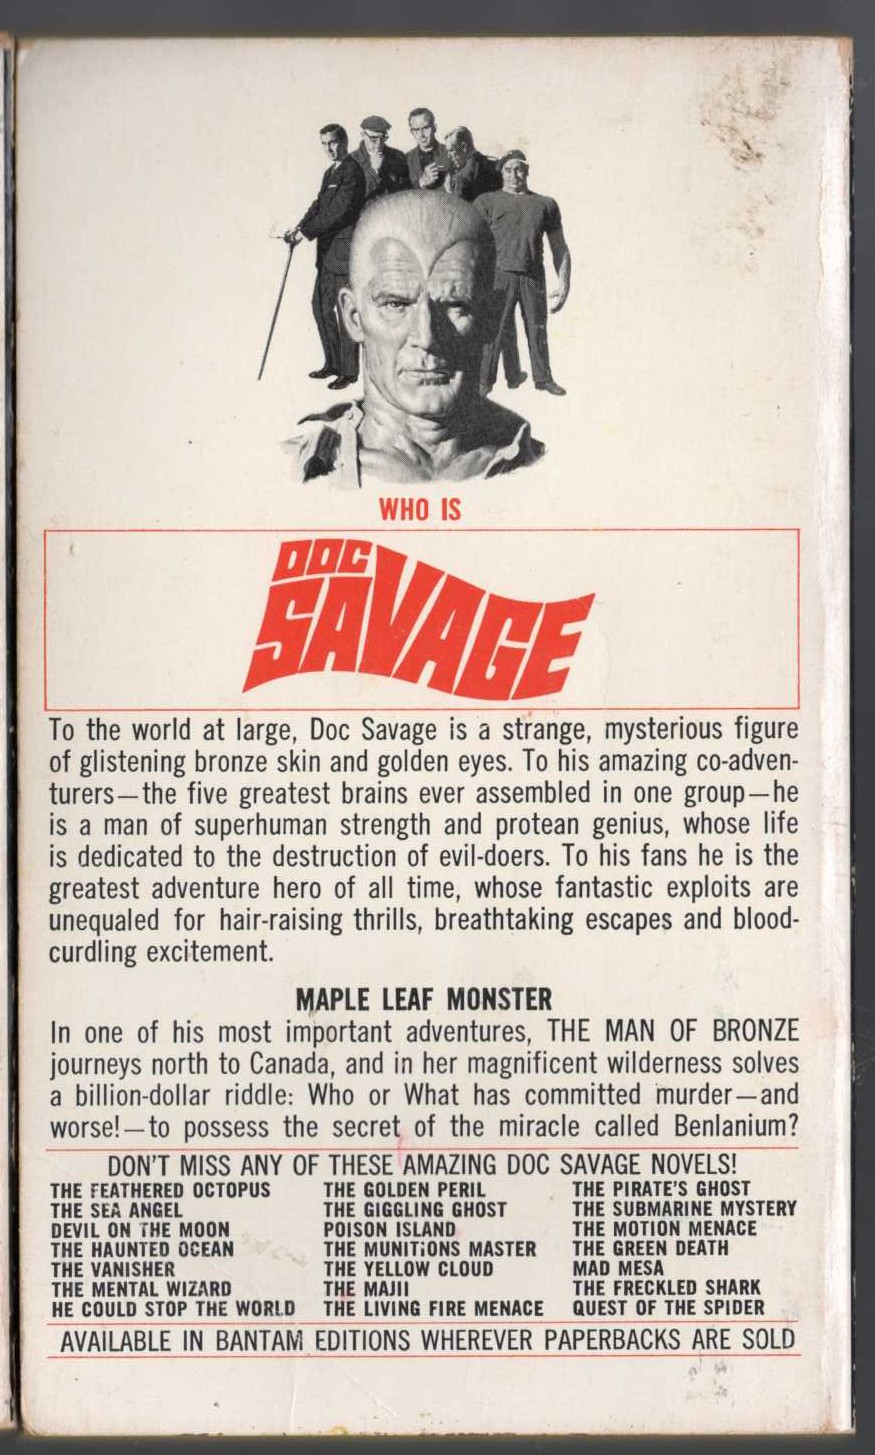 WHO IS
DOC
SAVAGE
To the world at large, Doc Savage is a strange, mysterious figure
of glistening bronze skin and golden eyes. To his amazing co-adven-
turers—the five greatest brains ever assembled in one group—he
is a man of superhuman strength and protean genius, whose life
is dedicated to the destruction of evil-doers. To his fans he is the
greatest adventure hero of all time, whose fantastic exploits are
unequaled for hair-raising thrills, breathtaking escapes and blood-
curdling excitement.
MAPLE LEAF MONSTER
In one of his most important adventures, THE MAN OF BRONZE
journeys north to Canada, and in her magnificent wilderness solves
a billion-dollar riddle: Who or What has committed murder—and
worse!—to possess the secret of the miracle called Benlanium?
DON'T MISS ANY OF THESE AMAZING DOC SAVAGE NOVELS!
THE FEATHERED OCTOPUS
THE SEA ANGEL
DEVIL ON THE MOON
THE HAUNTED OCEAN
THE VANISHER
THE MENTAL WIZARD
HE COULD STOP THE WORLD
THE GOLDEN PERIL
THE GIGGLING GHOST
POISON ISLAND
THE MUNITIONS MASTER
THE YELLOW CLOUD
THE MAJII
THE LIVING FIRE MENACE
THE PIRATE'S GHOST
THE SUBMARINE MYSTERY
THE MOTION MENACE
THE GREEN DEATH
MAD MESA
THE FRECKLED SHARK
QUEST OF THE SPIDER
AVAILABLE IN BANTAM EDITIONS WHEREVER PAPERBACKS ARE SOLD